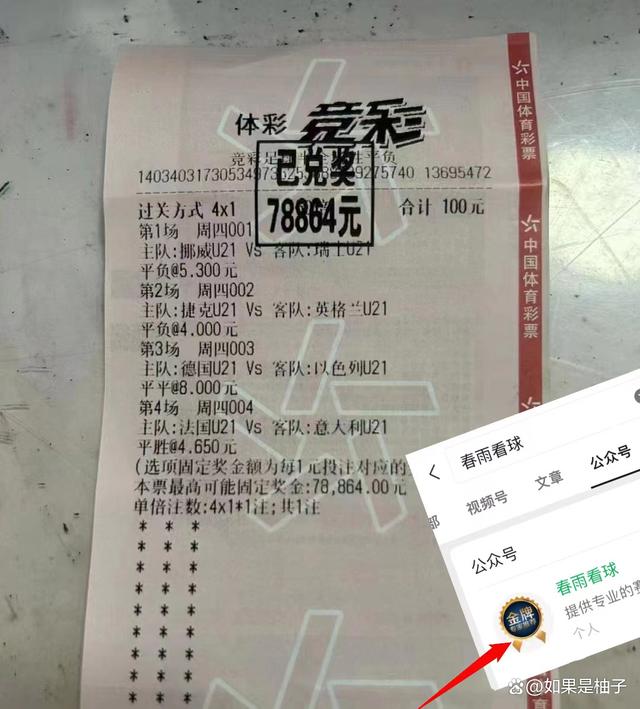 体彩 竞彩
已兑奖
78864元
过关方式 4x1
合计 100元
第1场 周四001
主队:挪威U21 Vs 客队:瑞士U21
平负@5.300元
第2场 周四002
主队:捷克U21 Vs 客队:英格兰U21
平负@4.000元
第3场 周四003
主队:德国U21 Vs 客队:以色列U21
平平@8.000元
第4场 周四004
主队:法国U21 Vs 客队:意大利U21
平胜@4.650元
(选项固定奖金额为每1元投注对应的
本票最高可能固定奖金:78,864.00元
单倍注数:4x1*1注;共1注
* * *
* * *
* * *
* * *
* * *
* * *
* * *
* * *
* * *
中国体育彩票
中国体育彩票
中国体育彩票
春雨看球
视频号 文章 公众号
公众号
春雨看球
提供专业的赛
个人
金牌
@如果是柚子